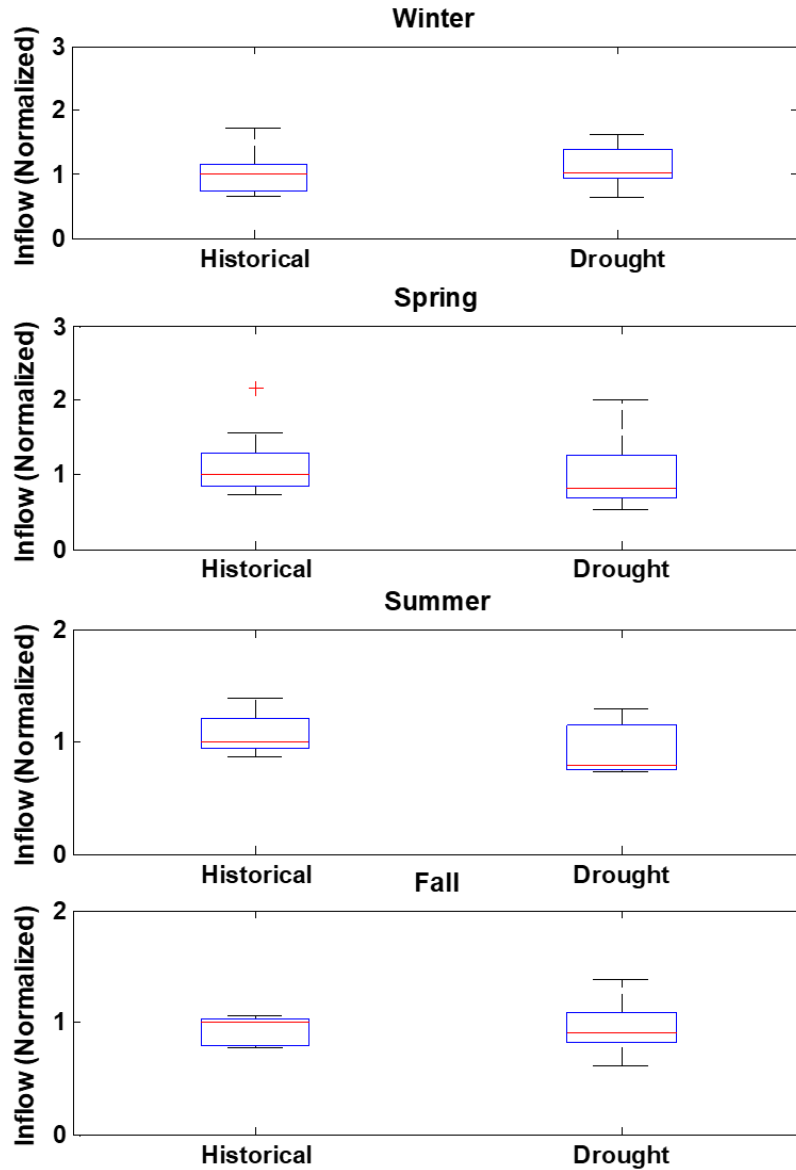 Winter
Inflow (Normalized)
3
2
1
0
Historical Drought
Spring
Inflow (Normalized)
3
2
1
0
Historical Drought
Summer
Inflow (Normalized)
2
1
0
Historical Drought
Fall
Inflow (Normalized)
2
1
0
Historical Drought